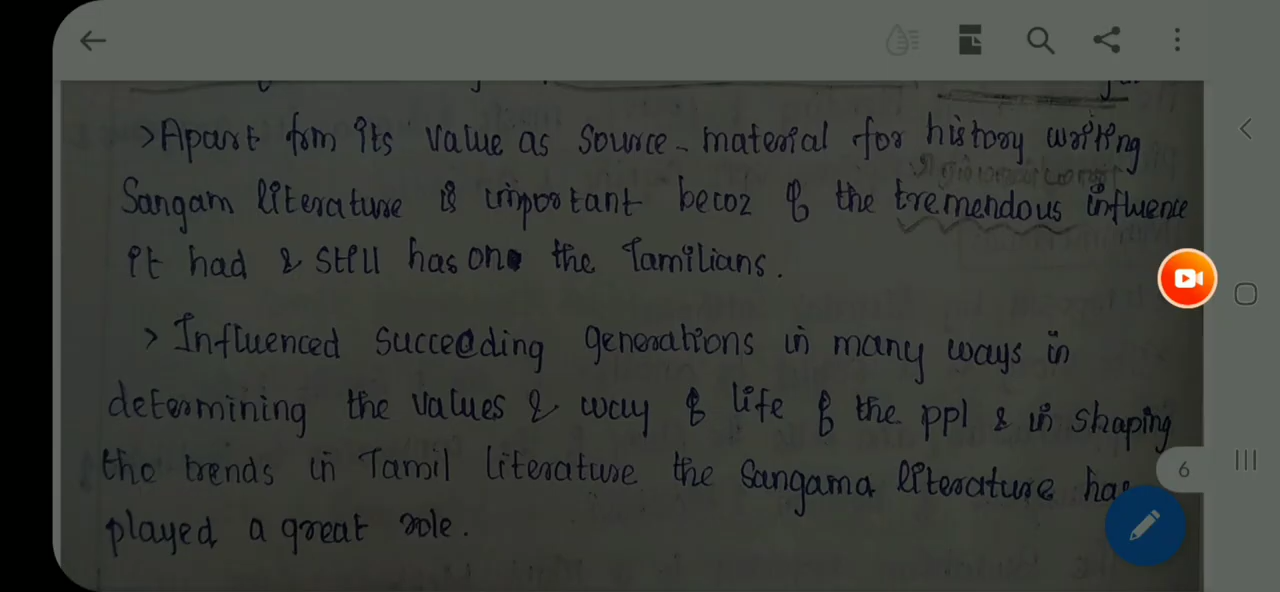 > Apart frm its value as source - material for history writing
Sangam literature is important becoz of the tremendous influence
it had & still has on the Tamilians.
> Influenced succeeding generations in many ways in
determining the values & way of life of the ppl & in shaping
the trends in Tamil literature the Sangama literature has
played a great role.
6